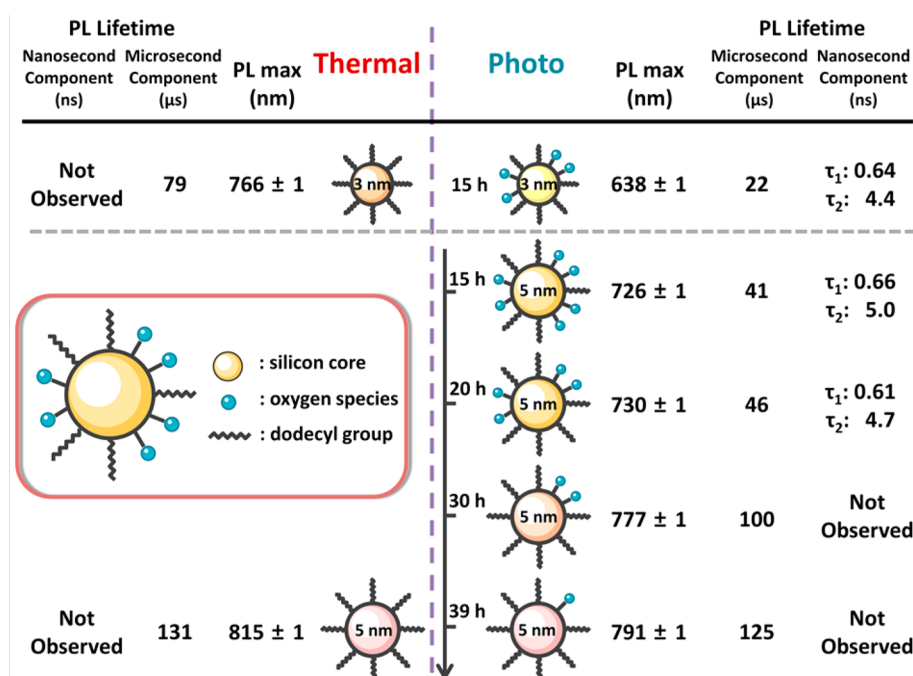 PL Lifetime
Nanosecond Component (ns)
Microsecond Component (μs)
PL max (nm)
Thermal
Photo
PL max (nm)
PL Lifetime
Microsecond Component (μs)
Nanosecond Component (ns)
Not Observed
79
766 ± 1
3 nm
15 h
3 nm
638 ± 1
22
τ1: 0.64
τ2: 4.4
15 h
5 nm
726 ± 1
41
τ1: 0.66
τ2: 5.0
: silicon core
: oxygen species
: dodecyl group
20 h
5 nm
730 ± 1
46
τ1: 0.61
τ2: 4.7
30 h
5 nm
777 ± 1
100
Not Observed
Not Observed
131
815 ± 1
5 nm
39 h
5 nm
791 ± 1
125
Not Observed